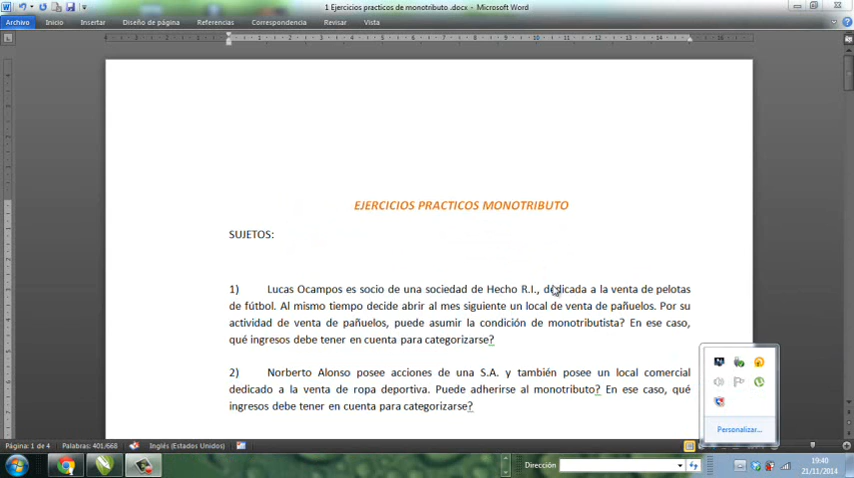 1 Ejercicios practicos de monotributo .docx - Microsoft Word
Archivo Inicio Insertar Diseño de página Referencias Correspondencia Revisar Vista
EJERCICIOS PRACTICOS MONOTRIBUTO
SUJETOS:
1) Lucas Ocampos es socio de una sociedad de Hecho R.I., dedicada a la venta de pelotas
de fútbol. Al mismo tiempo decide abrir al mes siguiente un local de venta de pañuelos. Por su
actividad de venta de pañuelos, puede asumir la condición de monotributista? En ese caso,
qué ingresos debe tener en cuenta para categorizarse?
2) Norberto Alonso posee acciones de una S.A. y también posee un local comercial
dedicado a la venta de ropa deportiva. Puede adherirse al monotributo? En ese caso, qué
ingresos debe tener en cuenta para categorizarse?
Personalizar...
Página: 1 de 4 Palabras: 401/668 Inglés (Estados Unidos)
Dirección
19:40
21/11/2014